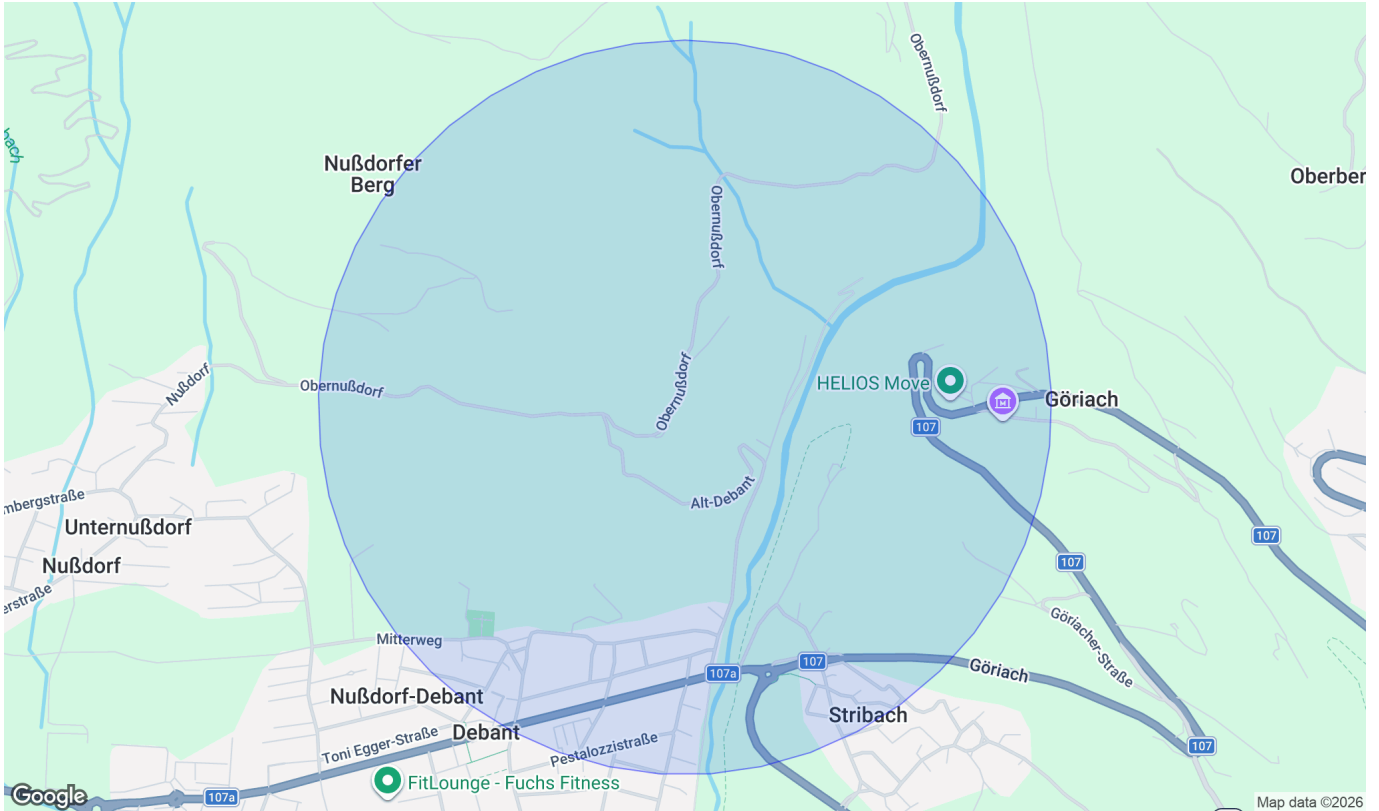 Obernußdorf
bach
Nußdorfer
Berg
Oberber
Obernußdorf
Obernußdorf
Nußdorf
Obernußdorf
HELIOS Move
Göriach
107
Alt-Debant
mbergstraße
Unternußdorf
107
Nußdorf
107
erstraße
Göriacher-Straße
Mitterweg
107
107a
Göriach
Nußdorf-Debant
Stribach
Debant
Toni Egger-Straße
Pestalozzistraße
107
FitLounge - Fuchs Fitness
107a
Google
Map data ©2026